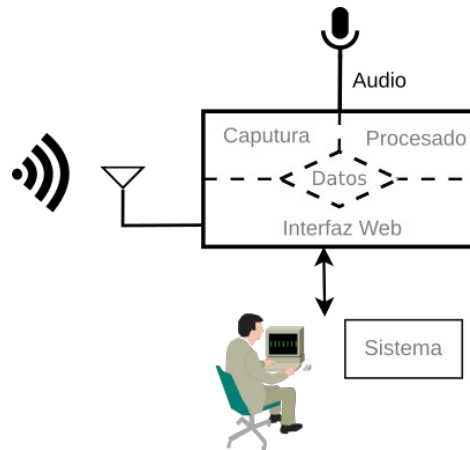 Audio
Caputura
Procesado
Datos
Interfaz Web
Sistema